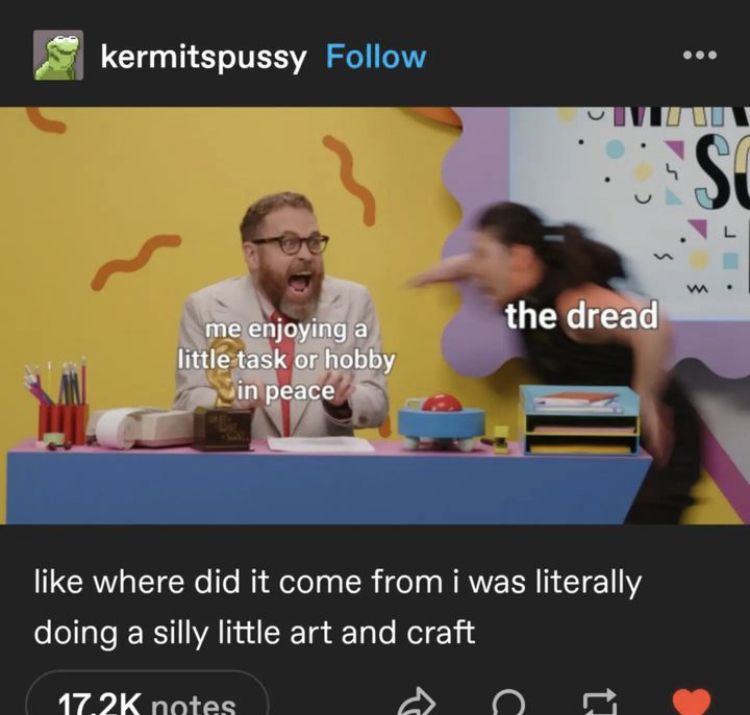 kermitspussy Follow
SO
me enjoying a
little task or hobby
in peace
the dread
like where did it come from i was literally
doing a silly little art and craft
17.2K notes